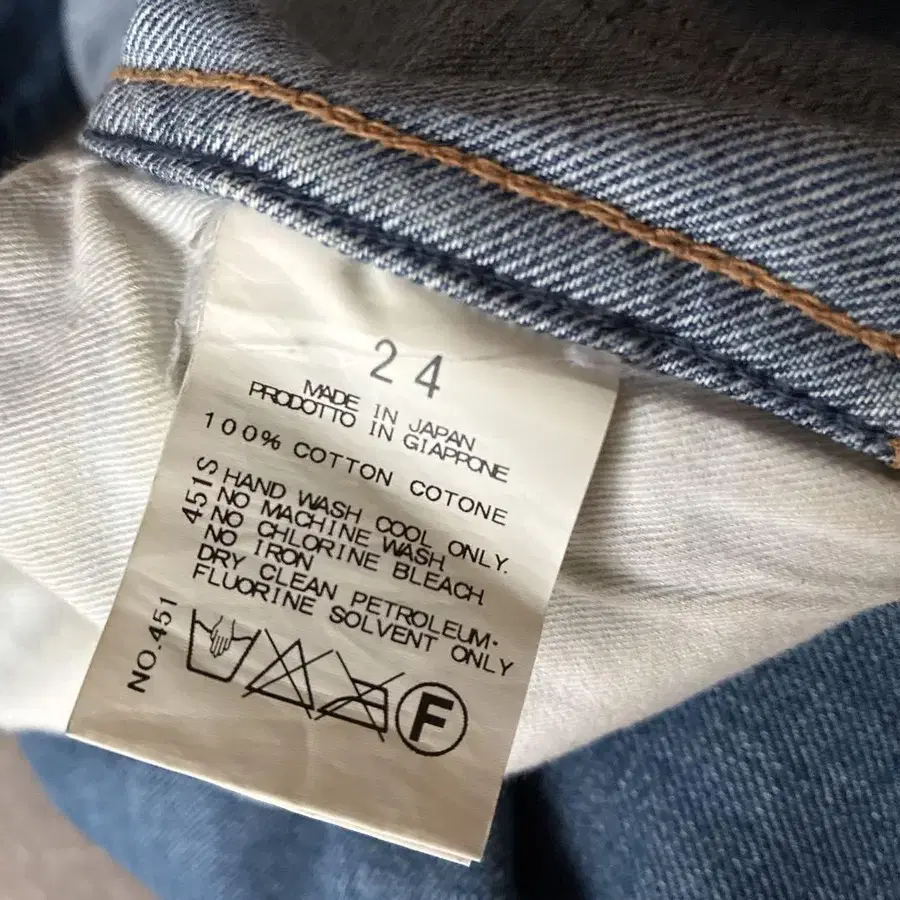 24
MADE IN JAPAN
PRODOTTO IN GIAPPONE
100% COTTON COTONE
HAND WASH COOL ONLY.
NO MACHINE WASH
NO CHLORINE BLEACH
NO IRON
DRY CLEAN PETROLEUM.
FLUORINE SOLVENT ONLY
451S
NO.451
F